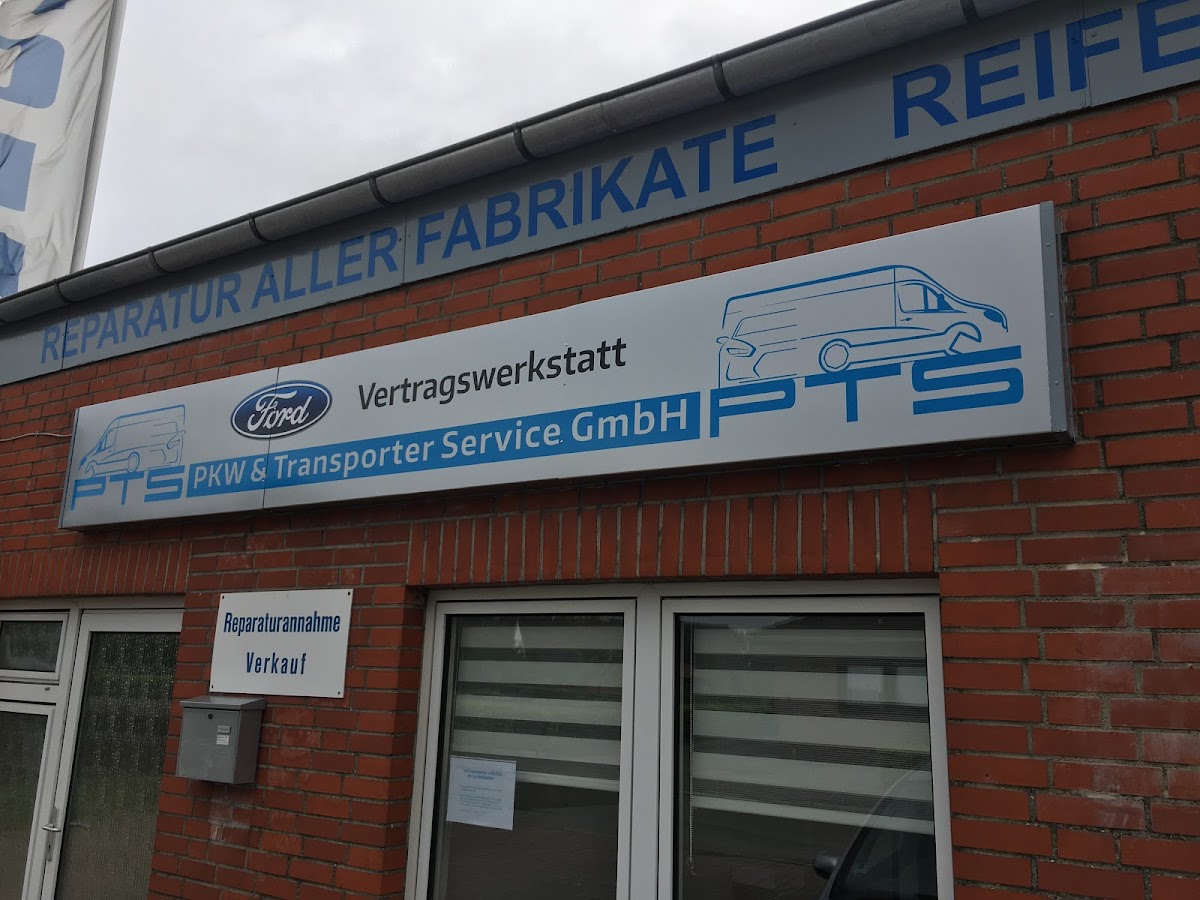 REPARATUR ALLER FABRIKATE REIFE
Ford
Vertragswerkstatt
PTS PKW & Transporter Service GmbH PTS
Reparaturannahme
Verkauf